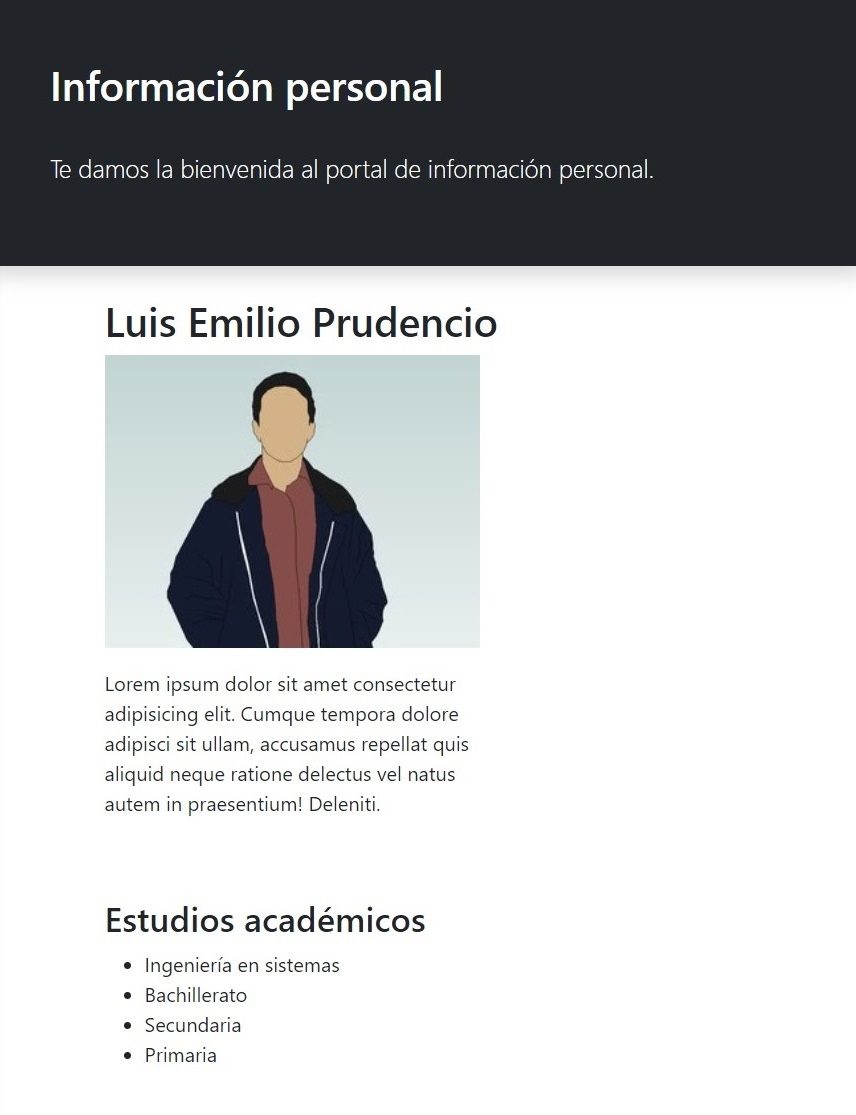 Información personal
Te damos la bienvenida al portal de información personal.
Luis Emilio Prudencio
Lorem ipsum dolor sit amet consectetur
adipisicing elit. Cumque tempora dolore
adipisci sit ullam, accusamus repellat quis
aliquid neque ratione delectus vel natus
autem in praesentium! Deleniti.
Estudios académicos
Ingeniería en sistemas
Bachillerato
Secundaria
Primaria